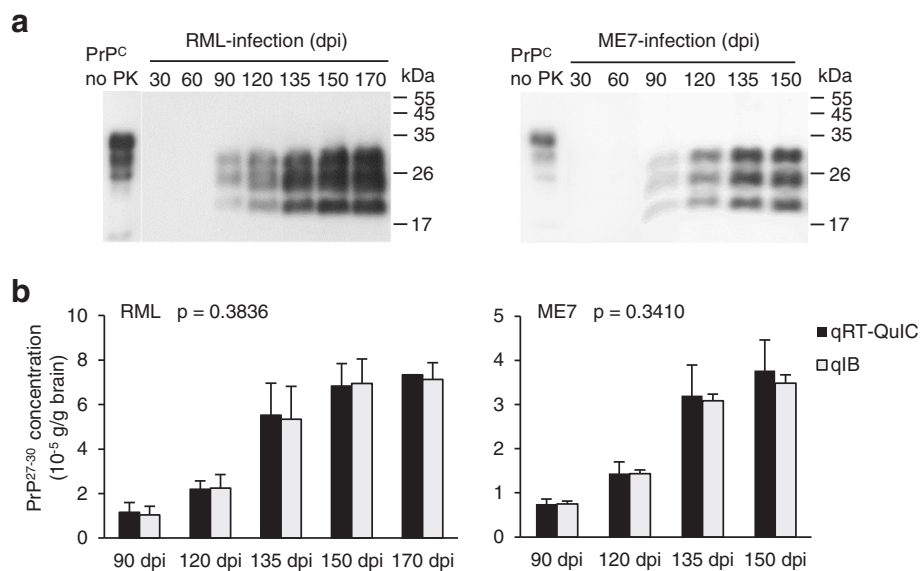 a
RML-infection (dpi)
PrPC
no PK 30 60 90 120 135 150 170 kDa
55
45
35
26
17
ME7-infection (dpi)
PrPC
no PK 30 60 90 120 135 150 kDa
55
45
35
26
17
b
RML p = 0.3836
PrP27-30 concentration
(10-5 g/g brain)
10
8
6
4
2
0
90 dpi 120 dpi 135 dpi 150 dpi 170 dpi
ME7 p = 0.3410
5
4
3
2
1
0
90 dpi 120 dpi 135 dpi 150 dpi
qRT-QuIC
qIB